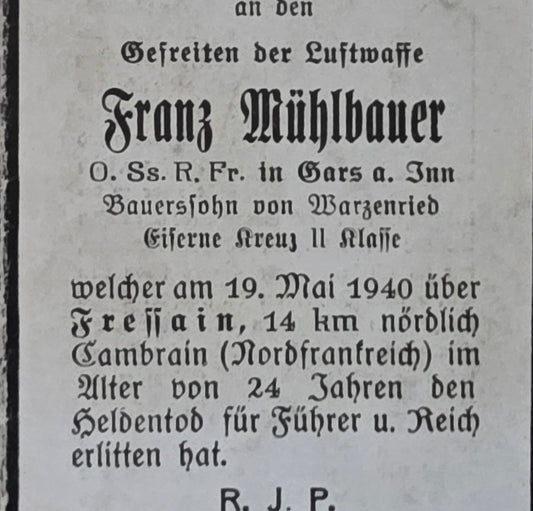 an den
Gefreiten der Luftwaffe
Franz Mühlbauer
O. Ss. R. Fr. in Gars a. Inn
Bauerssohn von Warzenried
Eiserne Kreuz II Klasse
welcher am 19. Mai 1940 über
Fressain, 14 km nördlich
Cambrain (Nordfrankreich) im
Alter von 24 Jahren den
Heldentod für Führer u. Reich
erlitten hat.
R. J. P.